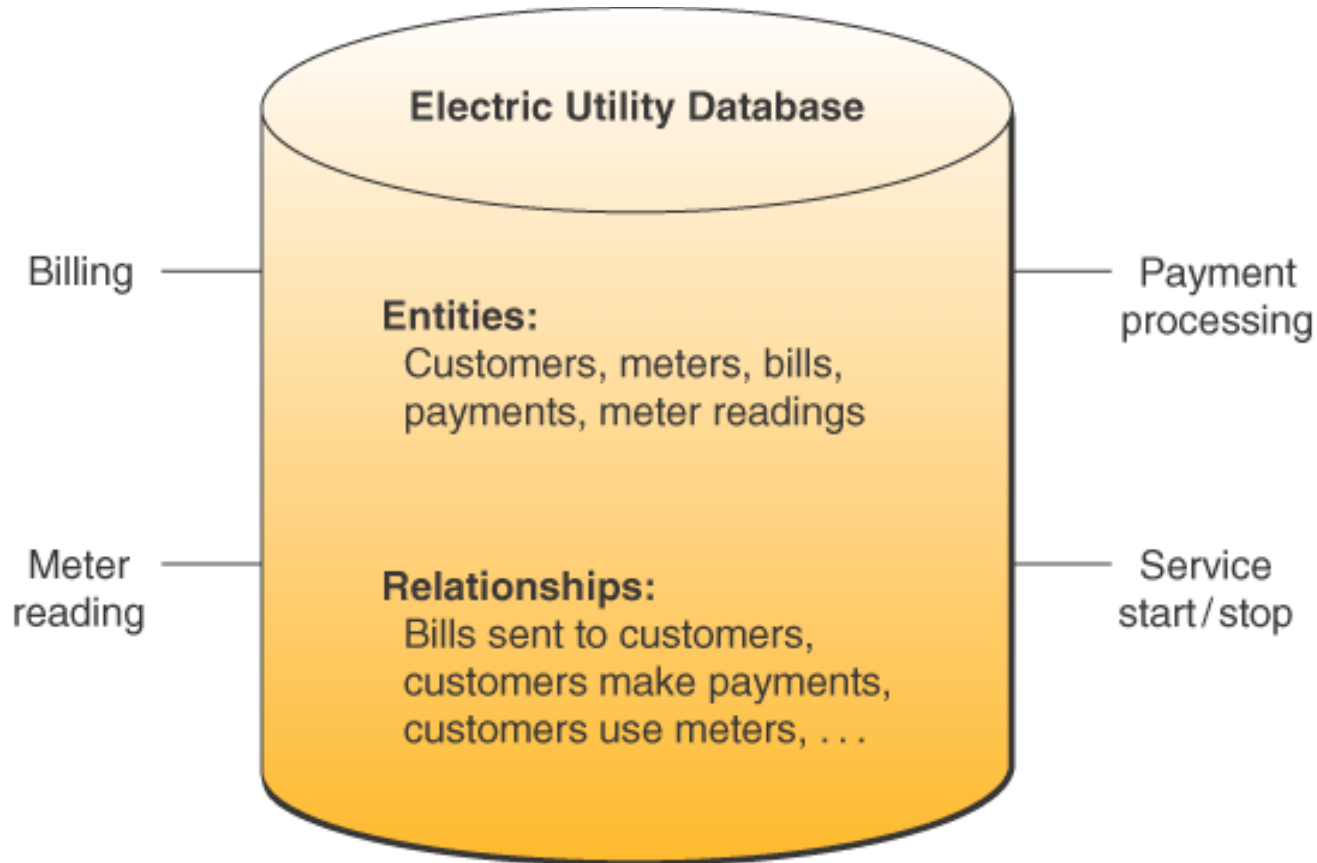 Electric Utility Database
Billing
Payment
processing
Entities:
Customers, meters, bills,
payments, meter readings
Meter
reading
Service
start/stop
Relationships:
Bills sent to customers,
customers make payments,
customers use meters, . . .